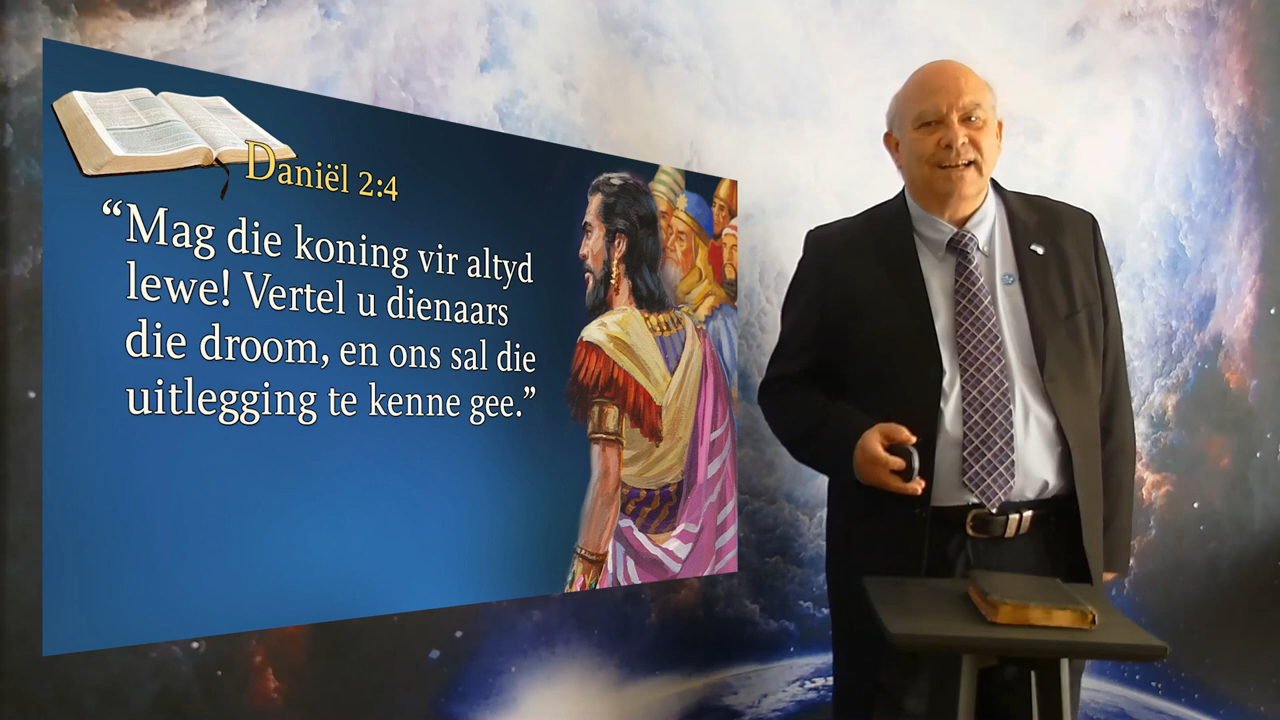 Daniël 2:4
“Mag die koning vir altyd
lewe! Vertel u dienaars
die droom, en ons sal die
uitlegging te kenne gee.”